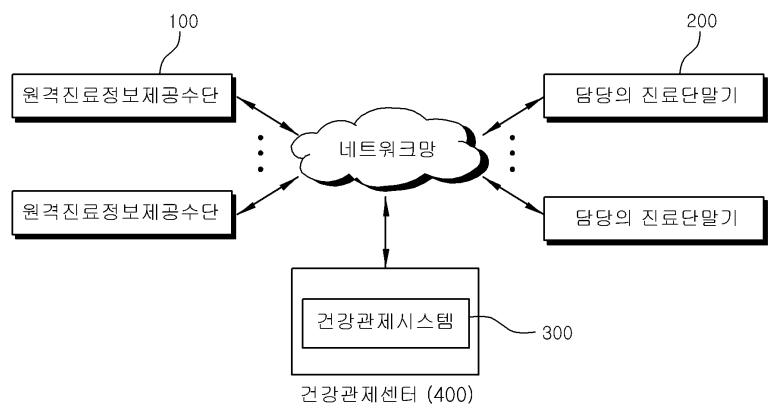 100
200
원격진료정보제공수단
담당의 진료단말기
네트워크망
원격진료정보제공수단
담당의 진료단말기
건강관제시스템
300
건강관제센터 (400)